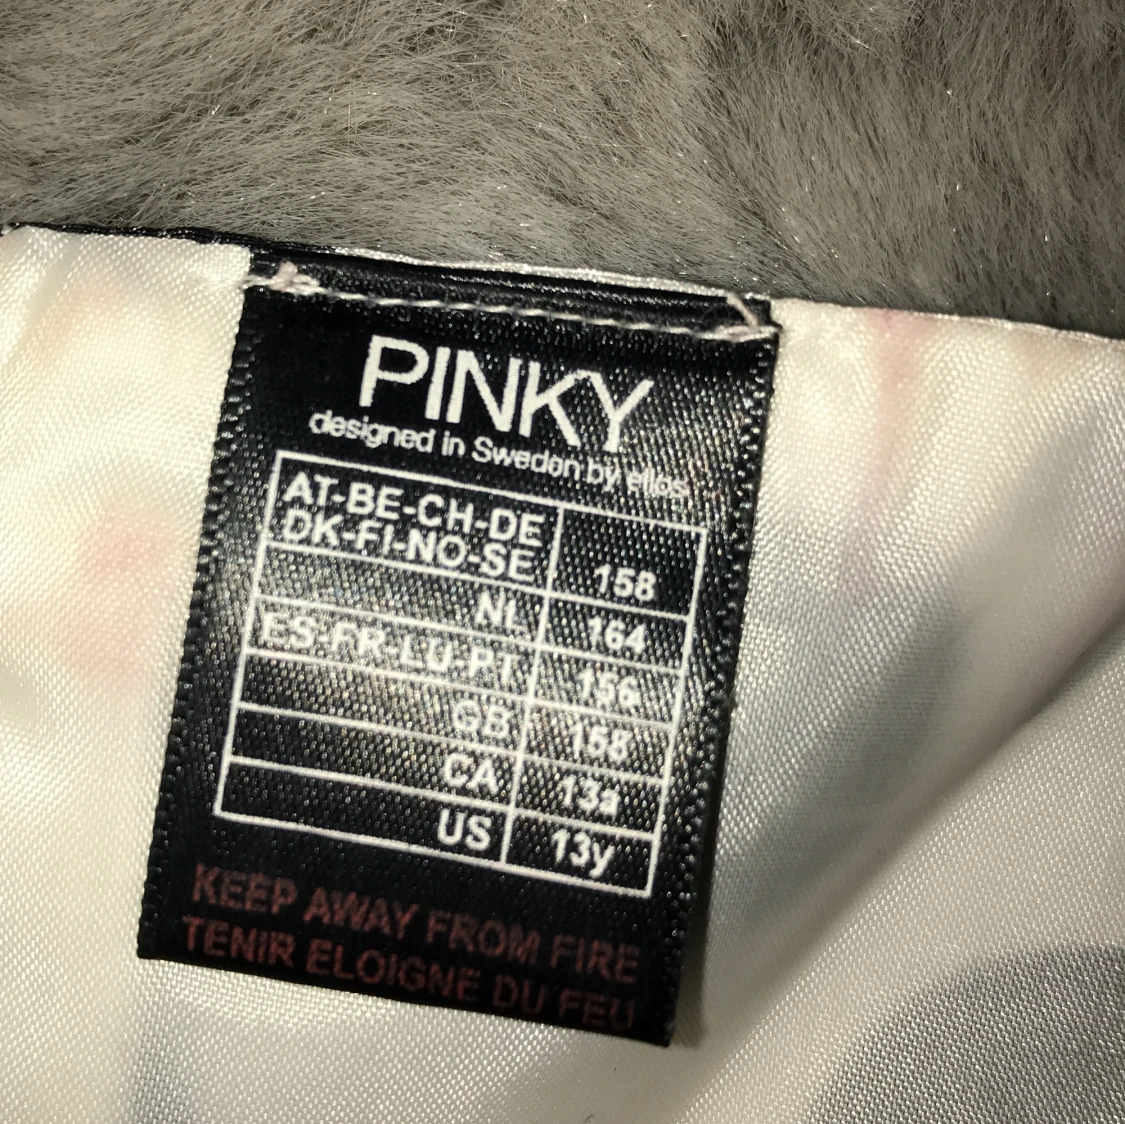 PINKY
designed in Sweden by ellos
AT-BE-CH-DE
DK-FI-NO-SE 158
NL 164
ES-FR-LU-PT 156
GB 158
CA 13a
US 13y
KEEP AWAY FROM FIRE
TENIR ELOIGNE DU FEU